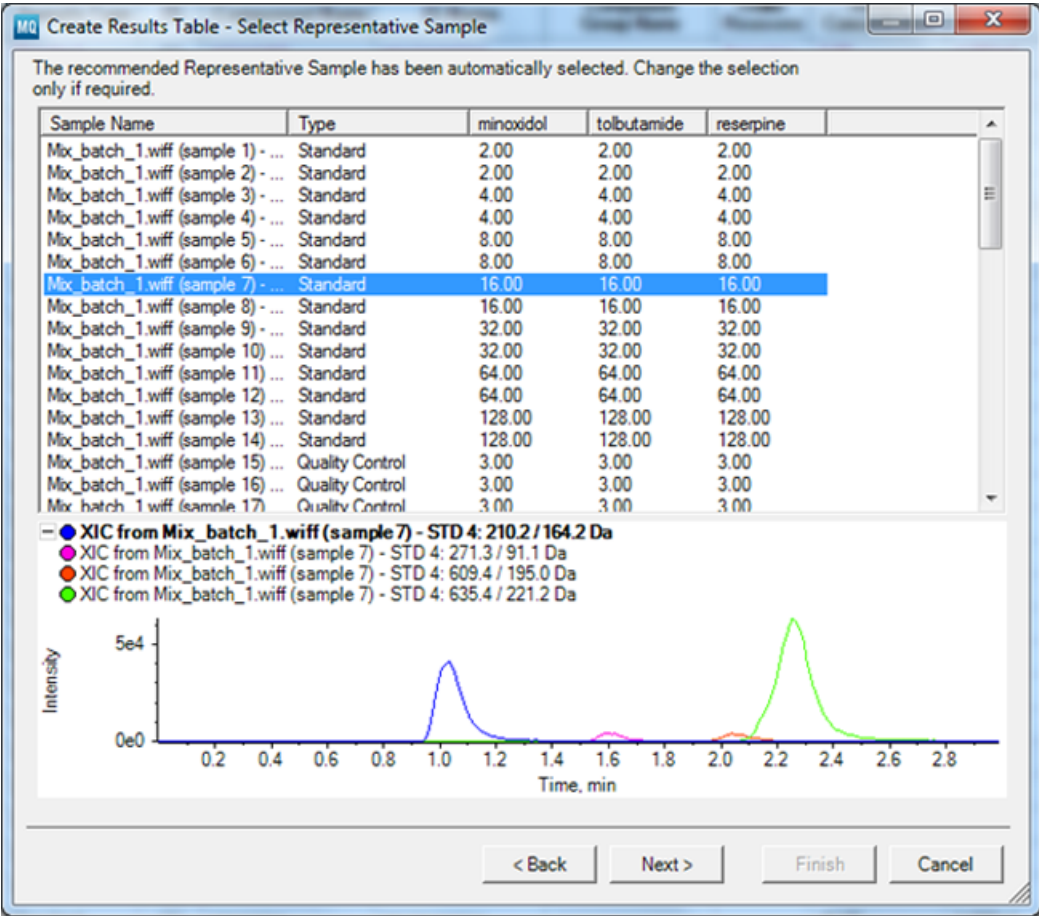 MQ Create Results Table - Select Representative Sample
The recommended Representative Sample has been automatically selected. Change the selection
only if required.
Sample Name Type minoxidol tolbutamide reserpine
Mix_batch_1.wiff (sample 1) - ... Standard 2.00 2.00 2.00
Mix_batch_1.wiff (sample 2) - ... Standard 2.00 2.00 2.00
Mix_batch_1.wiff (sample 3) - ... Standard 4.00 4.00 4.00
Mix_batch_1.wiff (sample 4) - ... Standard 4.00 4.00 4.00
Mix_batch_1.wiff (sample 5) - ... Standard 8.00 8.00 8.00
Mix_batch_1.wiff (sample 6) - ... Standard 8.00 8.00 8.00
Mix_batch_1.wiff (sample 7) - ... Standard 16.00 16.00 16.00
Mix_batch_1.wiff (sample 8) - ... Standard 16.00 16.00 16.00
Mix_batch_1.wiff (sample 9) - ... Standard 32.00 32.00 32.00
Mix_batch_1.wiff (sample 10) ... Standard 32.00 32.00 32.00
Mix_batch_1.wiff (sample 11) ... Standard 64.00 64.00 64.00
Mix_batch_1.wiff (sample 12) ... Standard 64.00 64.00 64.00
Mix_batch_1.wiff (sample 13) ... Standard 128.00 128.00 128.00
Mix_batch_1.wiff (sample 14) ... Standard 128.00 128.00 128.00
Mix_batch_1.wiff (sample 15) ... Quality Control 3.00 3.00 3.00
Mix_batch_1.wiff (sample 16) ... Quality Control 3.00 3.00 3.00
Mix_batch_1.wiff (sample 17) ... Quality Control 3.00 3.00 3.00
XIC from Mix_batch_1.wiff (sample 7) - STD 4: 210.2 / 164.2 Da
XIC from Mix_batch_1.wiff (sample 7) - STD 4: 271.3 / 91.1 Da
XIC from Mix_batch_1.wiff (sample 7) - STD 4: 609.4 / 195.0 Da
XIC from Mix_batch_1.wiff (sample 7) - STD 4: 635.4 / 221.2 Da
5e4
Intensity
0e0
0.2 0.4 0.6 0.8 1.0 1.2 1.4 1.6 1.8 2.0 2.2 2.4 2.6 2.8
Time, min
< Back Next > Finish Cancel